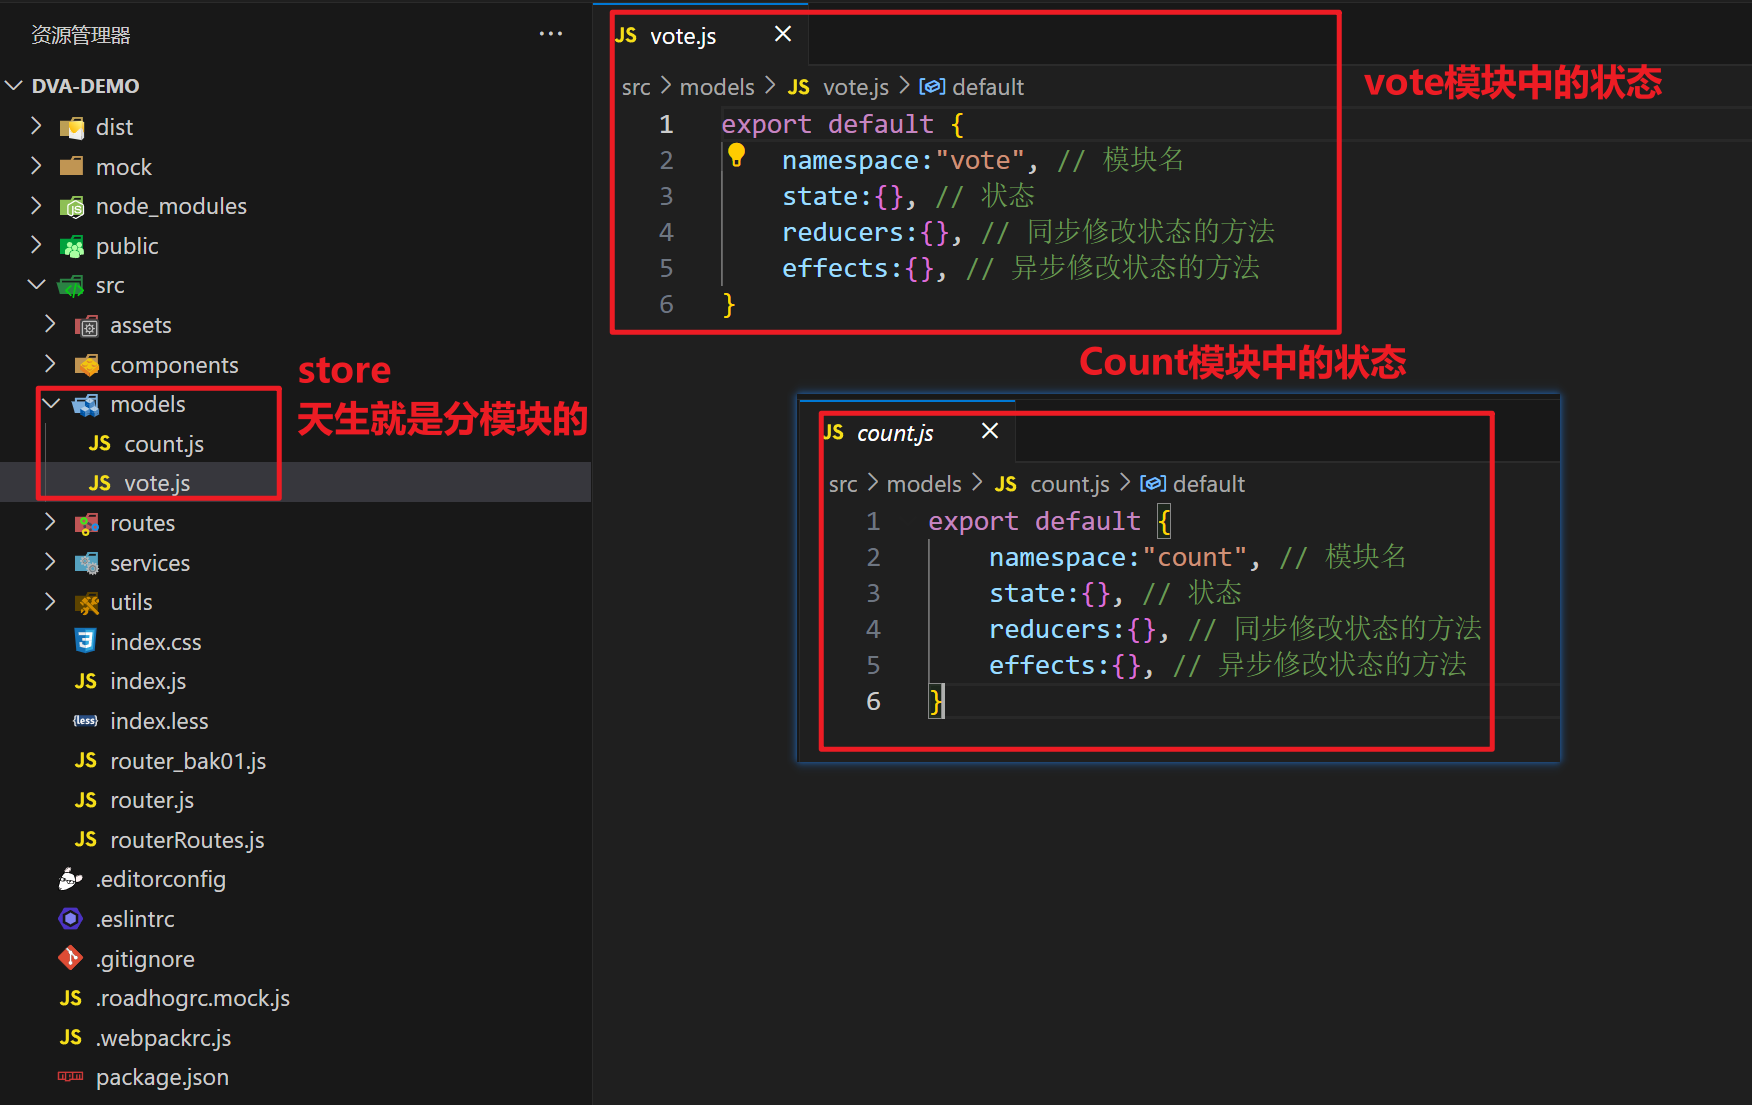 资源管理器
DVA-DEMO
dist
mock
node_modules
public
src
assets
components
models
JS count.js
JS vote.js
routes
services
utils
index.css
JS index.js
{less} index.less
JS router_bak01.js
JS router.js
JS routerRoutes.js
.editorconfig
.eslintrc
.gitignore
JS .roadhogrc.mock.js
JS .webpackrc.js
package.json
store
天生就是分模块的
JS vote.js
src > models > JS vote.js > default
1 export default {
2 namespace:"vote", // 模块名
3 state:{}, // 状态
4 reducers:{}, // 同步修改状态的方法
5 effects:{}, // 异步修改状态的方法
6 }
vote模块中的状态
Count模块中的状态
JS count.js
src > models > JS count.js > default
1 export default {
2 namespace:"count", // 模块名
3 state:{}, // 状态
4 reducers:{}, // 同步修改状态的方法
5 effects:{}, // 异步修改状态的方法
6 }